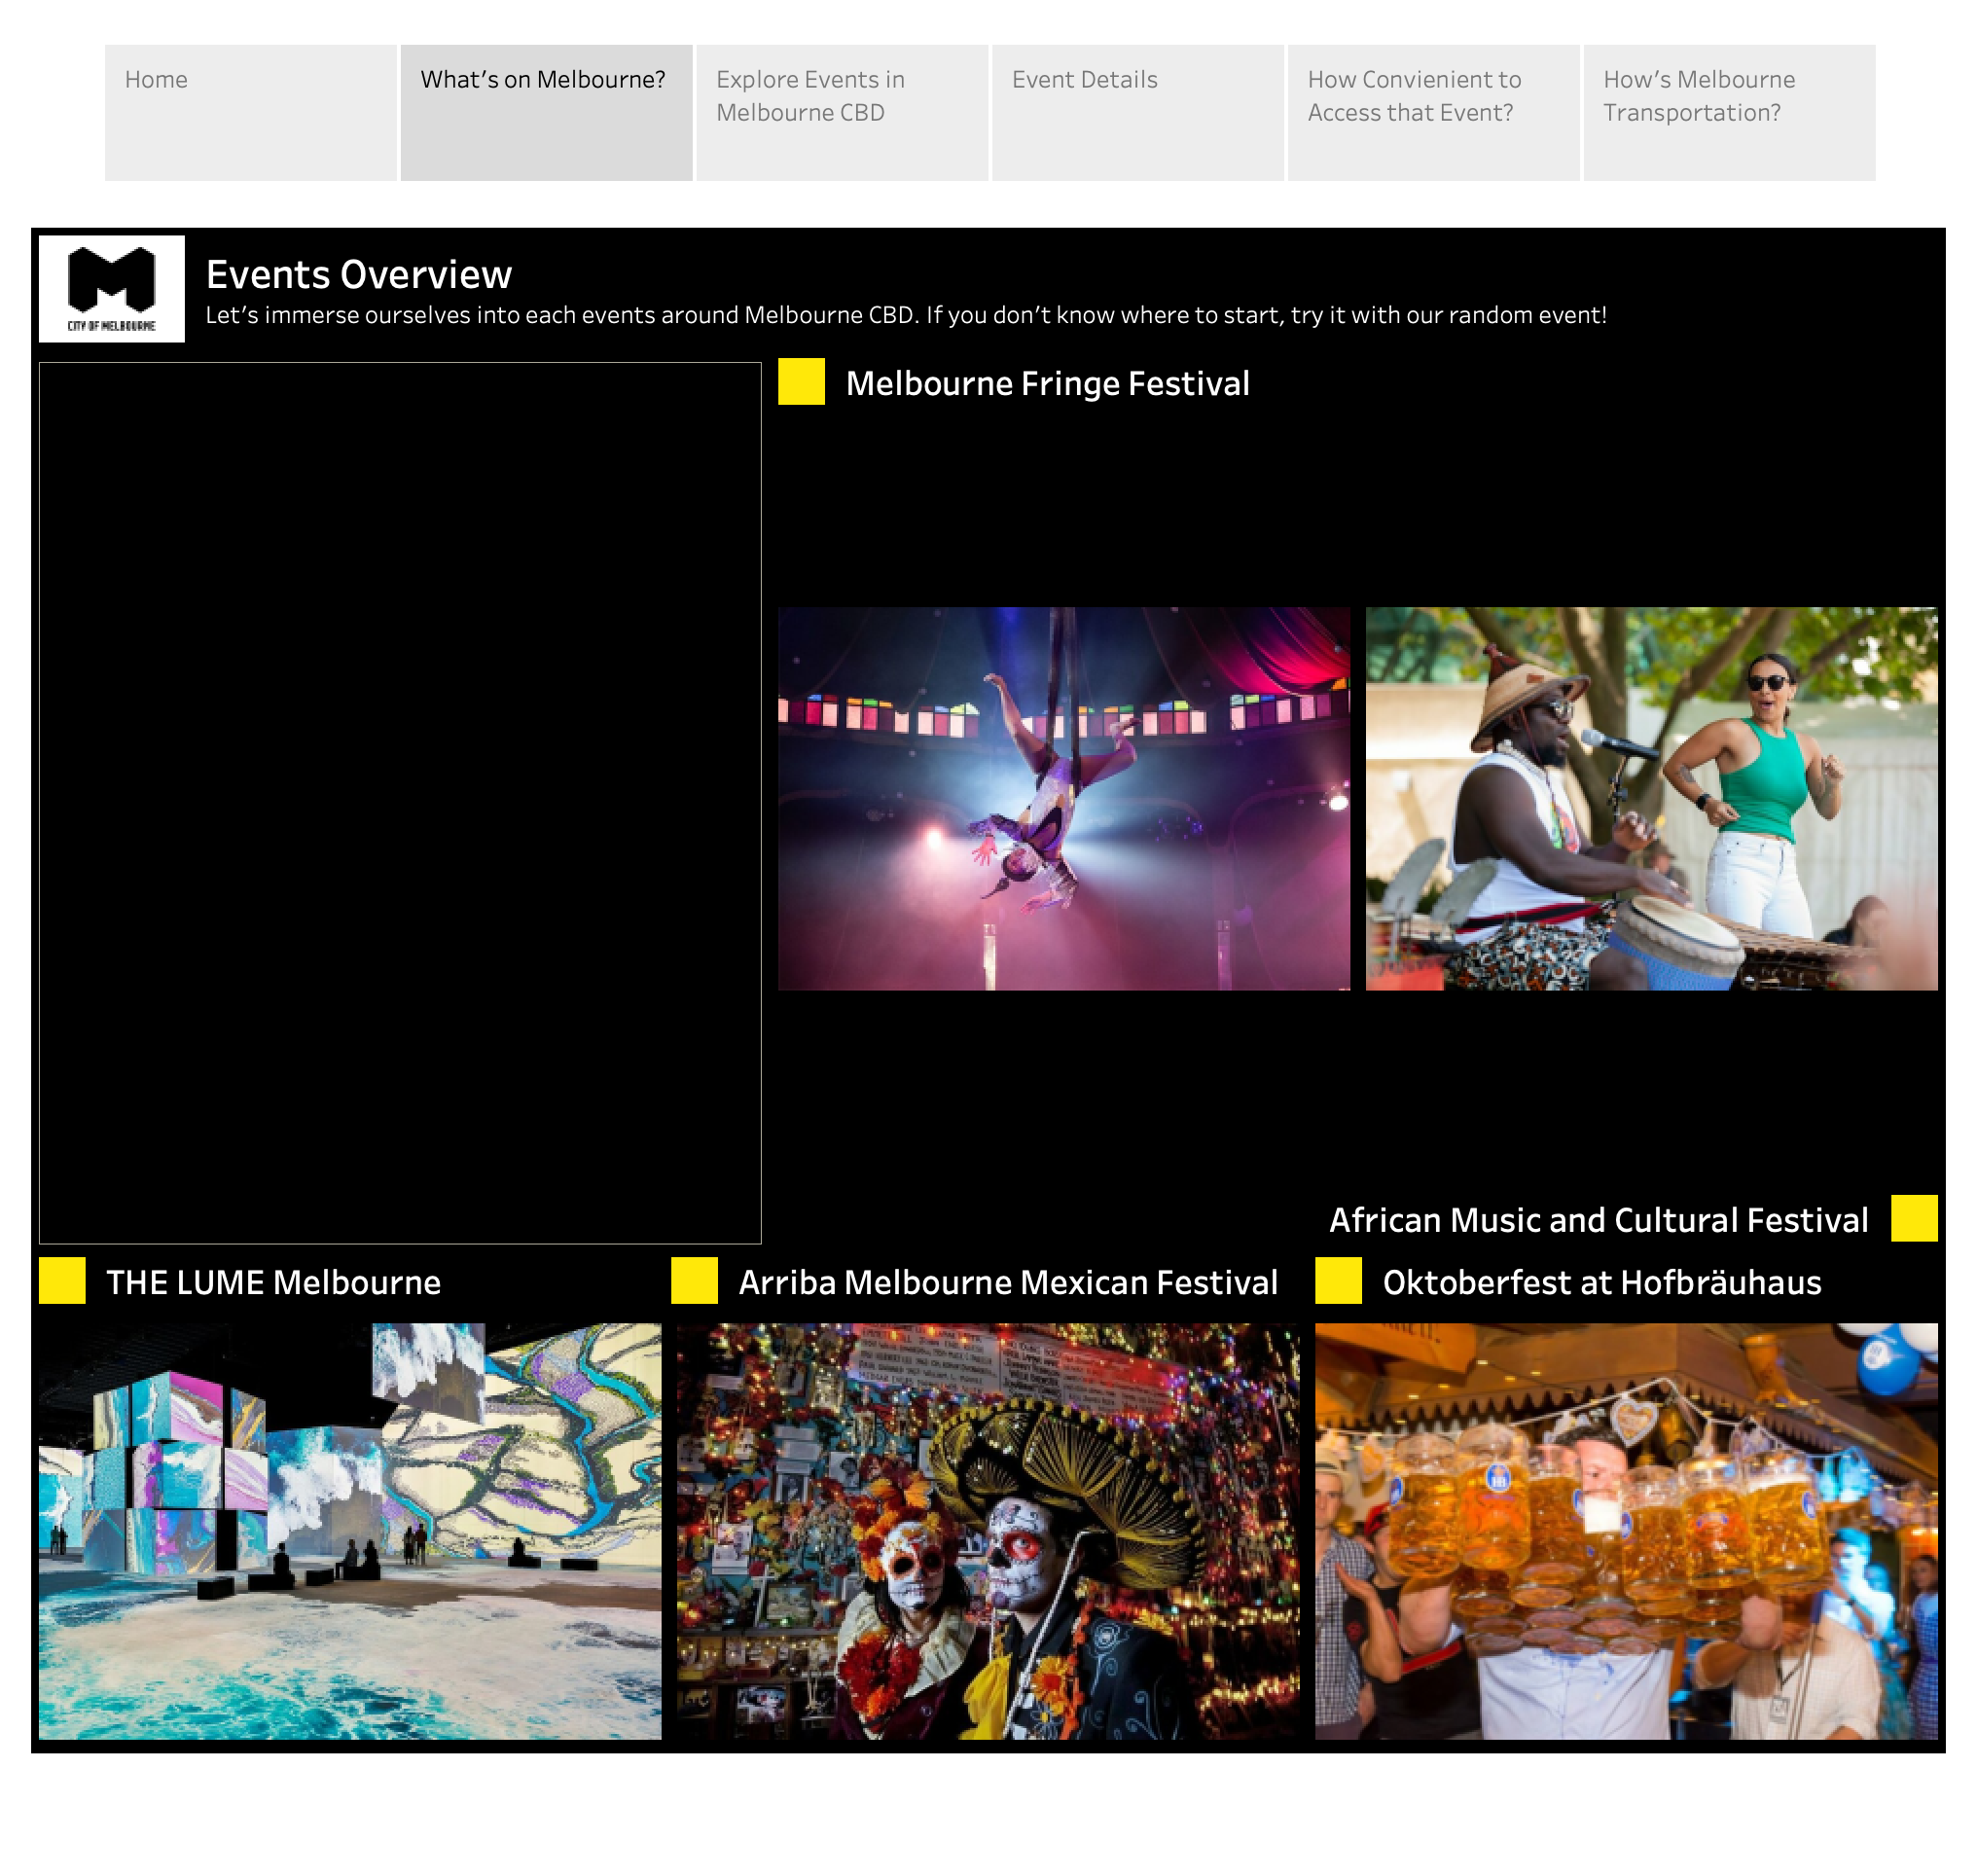 Home
What's on Melbourne?
Explore Events in
Melbourne CBD
Event Details
How Convienient to
Access that Event?
How's Melbourne
Transportation?
CITY OF MELBOURNE
Events Overview
Let's immerse ourselves into each events around Melbourne CBD. If you don't know where to start, try it with our random event!
Melbourne Fringe Festival
African Music and Cultural Festival
THE LUME Melbourne
Arriba Melbourne Mexican Festival
Oktoberfest at Hofbräuhaus